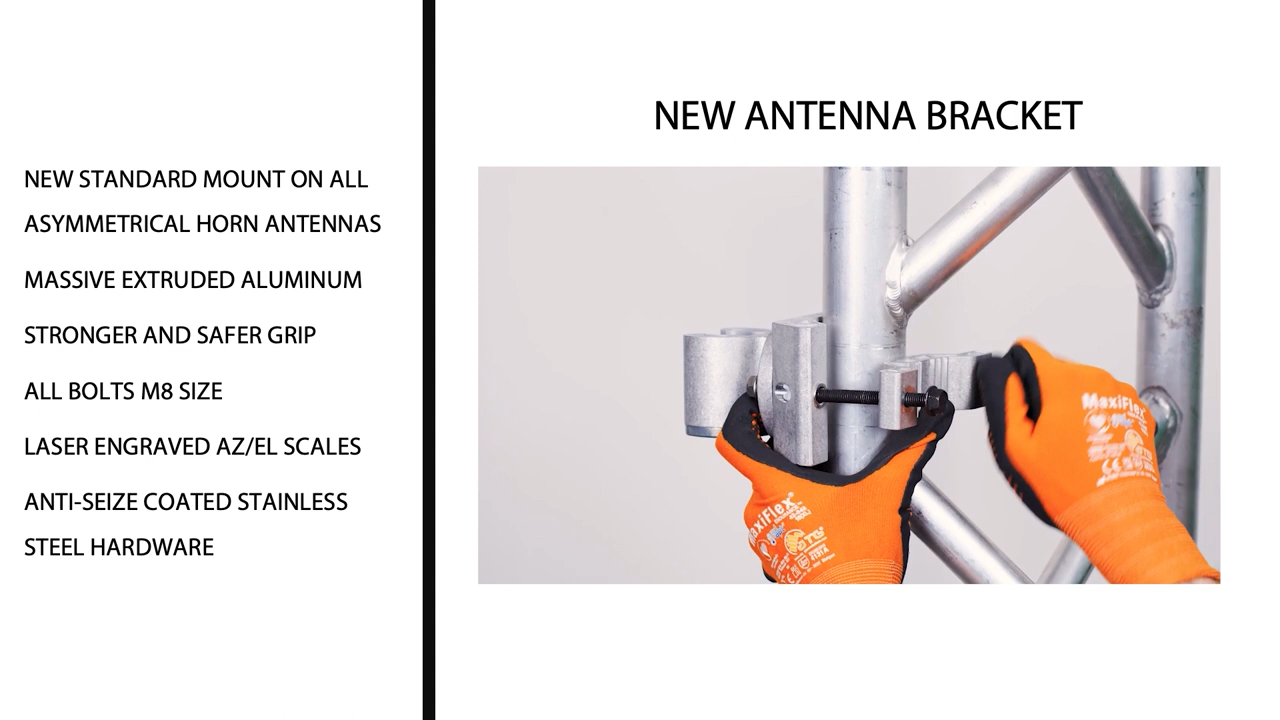 NEW ANTENNA BRACKET
NEW STANDARD MOUNT ON ALL
ASYMMETRICAL HORN ANTENNAS
MASSIVE EXTRUDED ALUMINUM
STRONGER AND SAFER GRIP
ALL BOLTS M8 SIZE
LASER ENGRAVED AZ/EL SCALES
ANTI-SEIZE COATED STAINLESS
STEEL HARDWARE
MaxiFlex
MaxiFlex